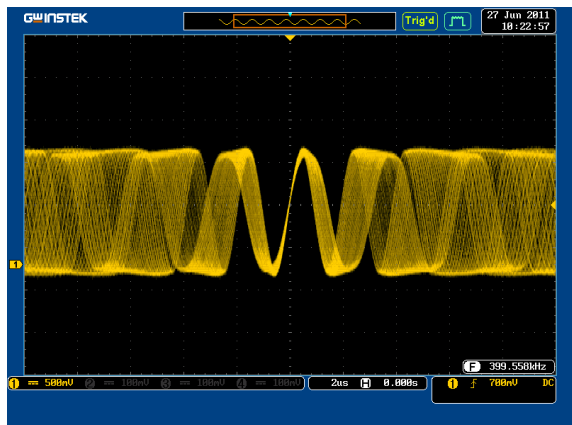 GWINSTEK
Trig'd
27 Jun 2011
10:22:57
1
F 399.558kHz
1 500mV 2 100mV 3 100mV 4 100mV
2us H 0.000s
1 700mV DC